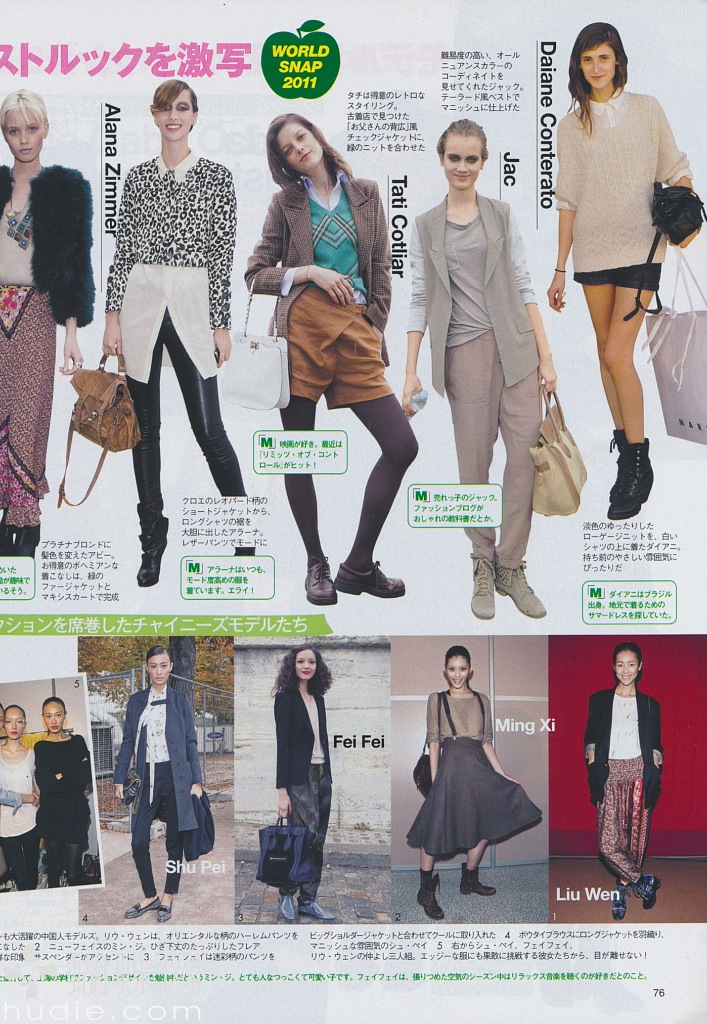 ストルックを激写
WORLD
SNAP
2011
Alana Zimmer
タチは得意のレトロな
スタイリング。
古着店で見つけた
「お父さんの背広」風
チェックジャケットに、
緑のニットを合わせた
Tati Cotliar
難易度の高い、オール
ニュアンスカラーの
コーディネイトを
見せてくれたジャック。
テーラード風ベストで
マニッシュに仕上げた
Jac
Daiane Conterato
MAR
M 映画が好き。最近は
「リミッツ・オブ・コント
ロール」がヒット！
M 売れっ子のジャック。
ファッションブログが
おしゃれの教科書だとか。
プラチナブロンドに
髪色を変えたアビー。
お得意のボヘミアンな
着こなしは、緑の
ファージャケットと
マキシスカートで完成
クロエのレオパード柄の
ショートジャケットから、
ロングシャツの裾を
大胆に出したアラーナ。
レザーパンツでモードに
M アラーナはいつも、
モード度高めの服を
着ています。エライ！
淡色のゆったりした
ローゲージニットを、白い
シャツの上に着たダイアニ。
持ち前のやさしい雰囲気に
ぴったりだ
M ダイアニはブラジル
出身。地元で着るための
サマードレスを探していた。
めいた
絵が趣味で
いるそう。
クションを席巻したチャイニーズモデルたち
5
Shu Pei
4
Fei Fei
3
Ming Xi
2
Liu Wen
1
ンも大活躍の中国人モデルズ。リウ・ウェンは、オリエンタルな柄のハーレムパンツを
こなした 2 ニューフェイスのミン・ジ。ひざ下丈のたっぷりしたフレア
な印象 サスペンダーがアクセントに 3 フェイフェイは迷彩柄のパンツを
ビッグショルダージャケットと合わせてクールに取り入れた 4 ボウタイブラウスにロングジャケットを羽織り、
マニッシュな雰囲気のシュ・ペイ 5 右からシュ・ペイ、フェイフェイ、
リウ・ウェンの仲よし三人組。エッジーな服にも果敢に挑戦する彼女たちから、目が離せない！
ミン・ジ。とても人なつっこくて可愛い子です。フェイフェイは、張りつめた空気のシーズン中はリラックス音楽を聴くのが好きだとのこと。
76
hudie.com